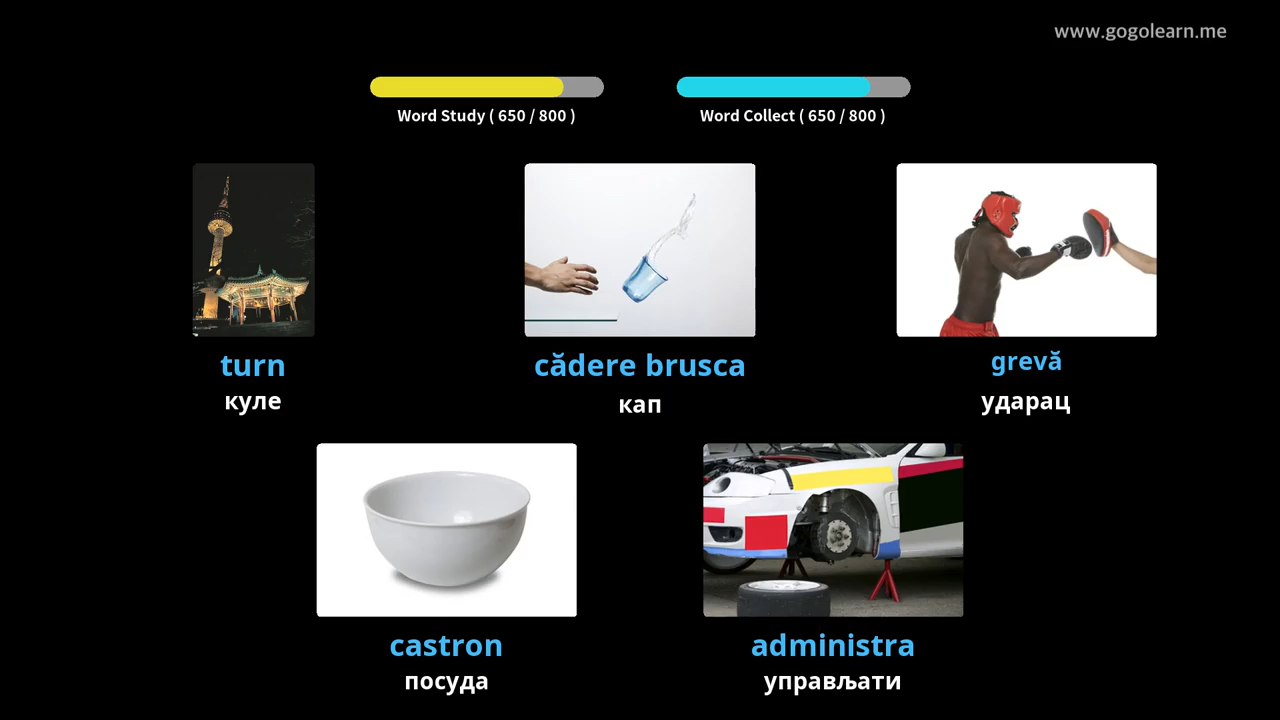 www.gogolearn.me
Word Study ( 650 / 800 )
Word Collect ( 650 / 800 )
turn
куле
cădere brusca
кап
grevă
ударац
castron
посуда
administra
управљати